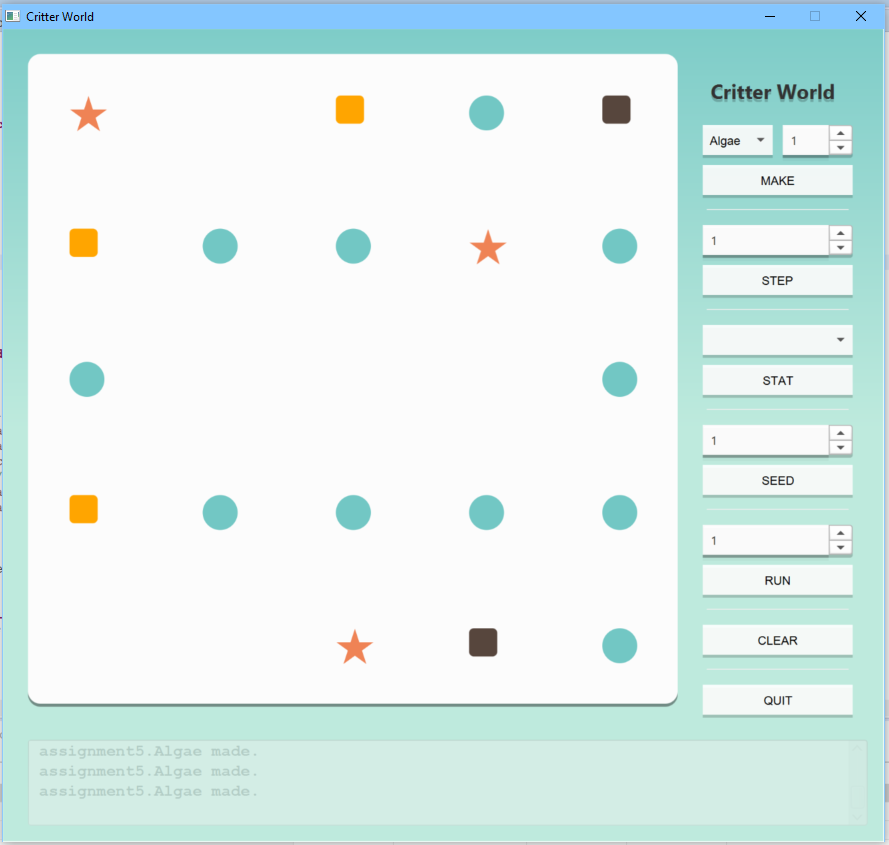 Critter World
Critter World
Algae 1
MAKE
1
STEP
STAT
1
SEED
1
RUN
CLEAR
QUIT
assignment5.Algae made.
assignment5.Algae made.
assignment5.Algae made.